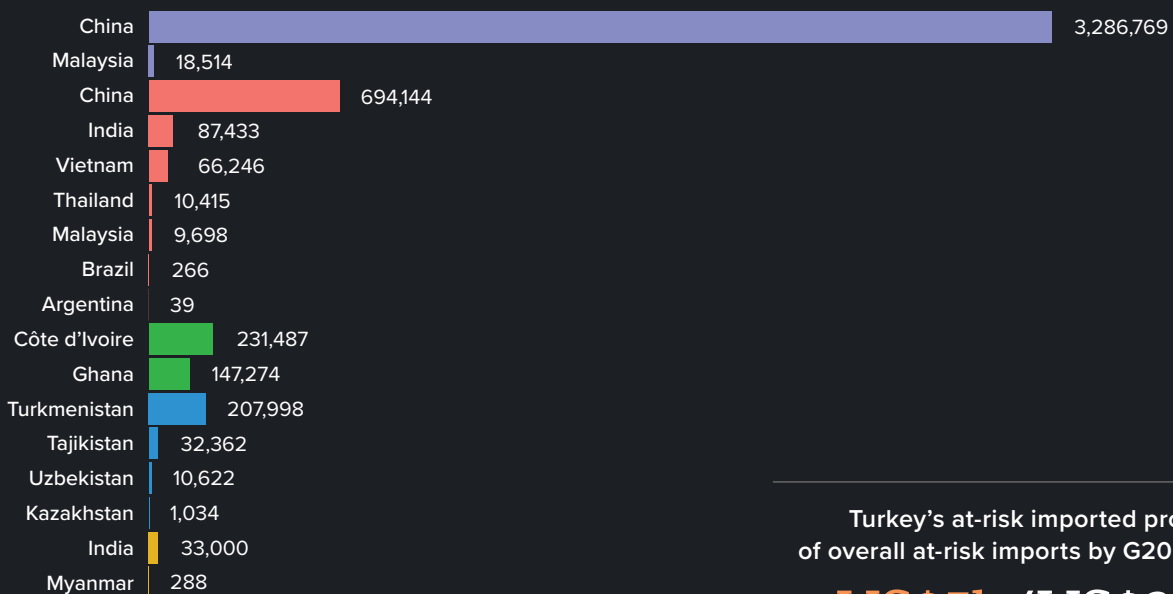 China 3,286,769
Malaysia 18,514
China 694,144
India 87,433
Vietnam 66,246
Thailand 10,415
Malaysia 9,698
Brazil 266
Argentina 39
Côte d’Ivoire 231,487
Ghana 147,274
Turkmenistan 207,998
Tajikistan 32,362
Uzbekistan 10,622
Kazakhstan 1,034
India 33,000
Myanmar 288
Turkey’s at-risk imported
of overall at-risk imports by G20